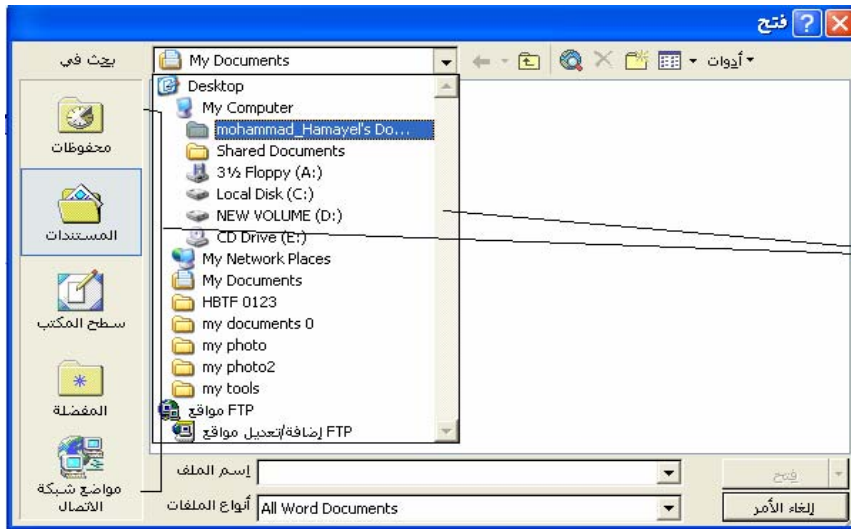 فتح
بحث في
My Documents
أدوات
Desktop
My Computer
mohammad_Hamayel's Do...
Shared Documents
3½ Floppy (A:)
Local Disk (C:)
NEW VOLUME (D:)
CD Drive (E:)
My Network Places
My Documents
HBTF 0123
my documents 0
my photo
my photo2
my tools
مواقع FTP
إضافة/تعديل مواقع FTP
محفوظات
المستندات
سطح المكتب
المفضلة
مواضع شبكة
الاتصال
إسم الملف
فتح
أنواع الملفات
All Word Documents
إلغاء الأمر